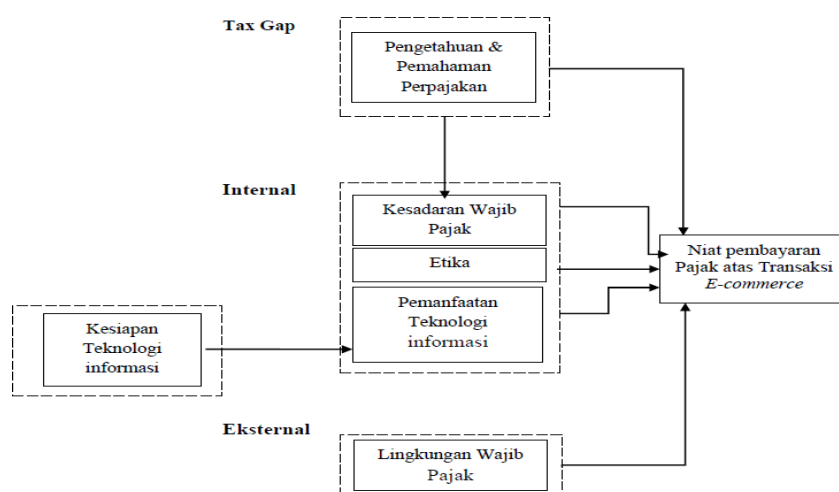 Tax Gap
Pengetahuan &
Pemahaman
Perpajakan
Internal
Kesadaran Wajib
Pajak
Etika
Pemanfaatan
Teknologi
informasi
Niat pembayaran
Pajak atas Transaksi
E-commerce
Kesiapan
Teknologi
informasi
Eksternal
Lingkungan Wajib
Pajak